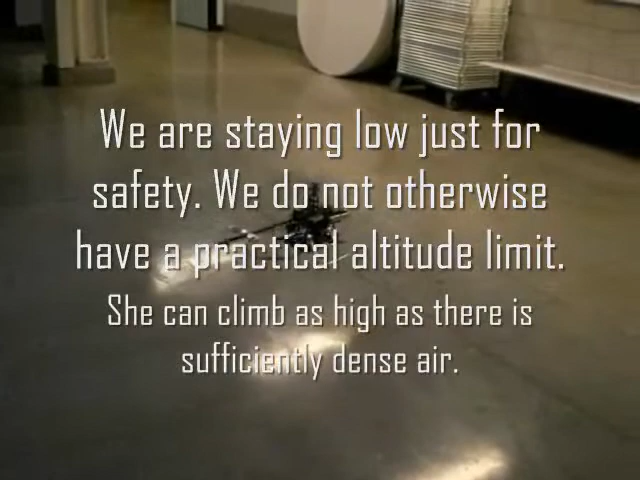 We are staying low just for
safety. We do not otherwise
have a practical altitude limit.
She can climb as high as there is
sufficiently dense air.